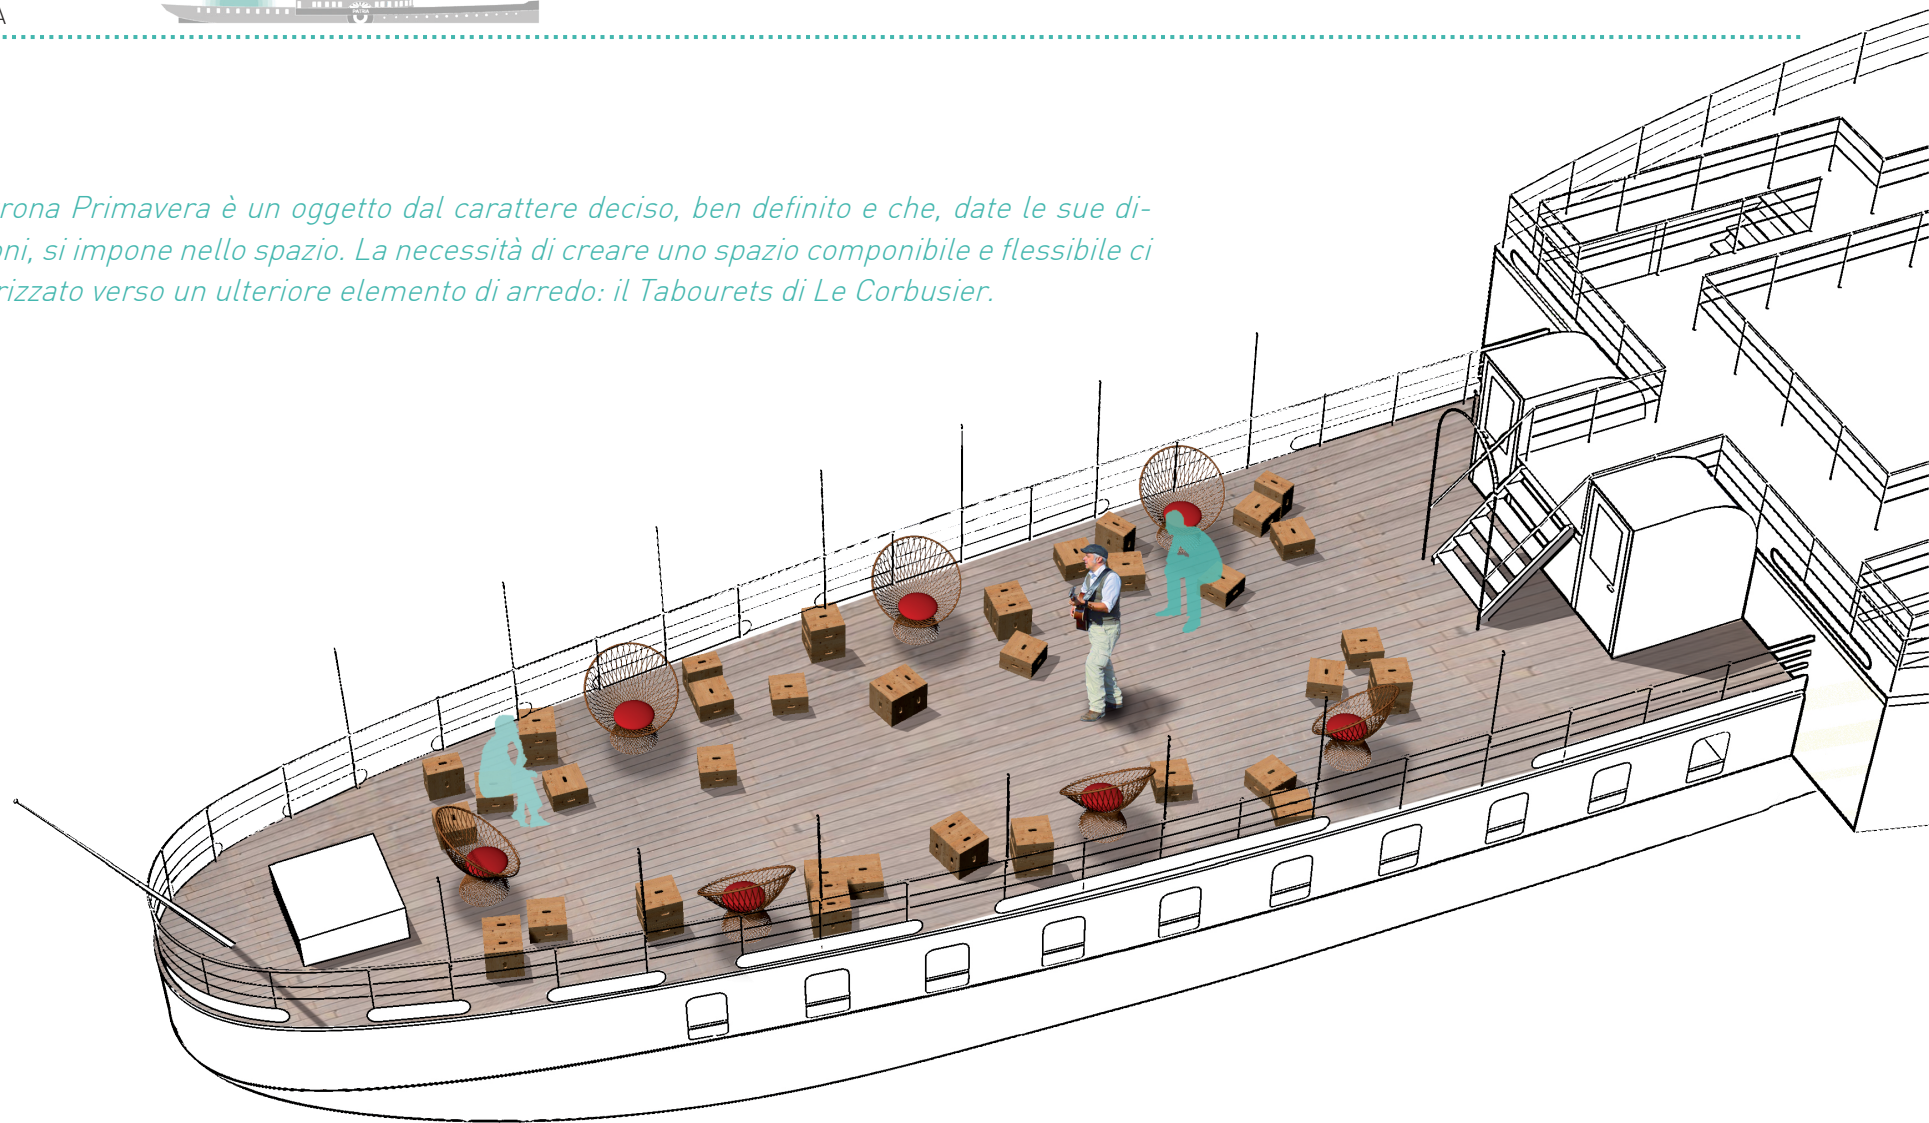 A
PATRIA
rona Primavera è un oggetto dal carattere deciso, ben definito e che, date le sue di-
oni, si impone nello spazio. La necessità di creare uno spazio componibile e flessibile ci
rizzato verso un ulteriore elemento di arredo: il Tabourets di Le Corbusier.